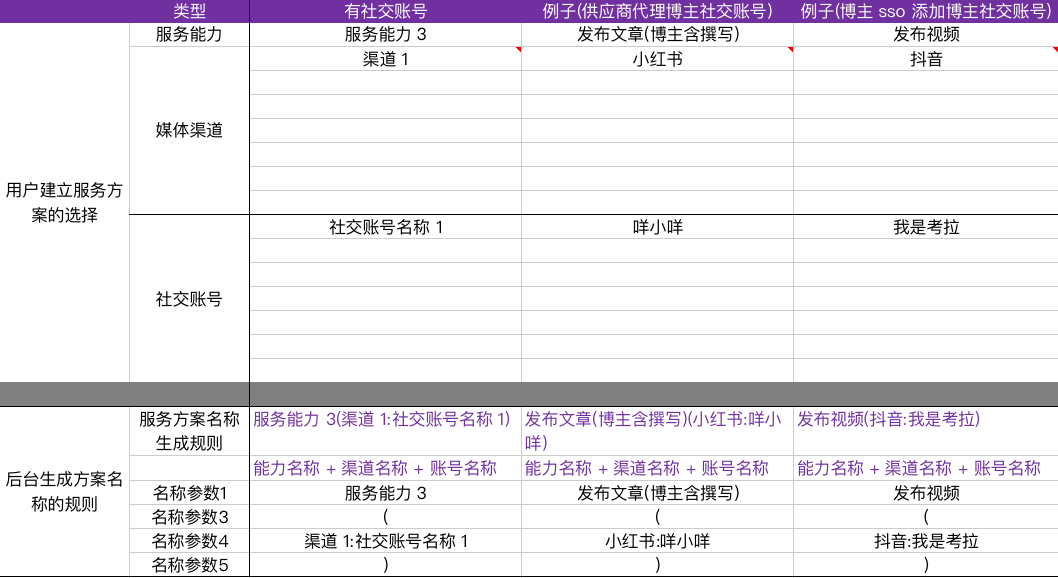 类型 有社交账号 例子(供应商代理博主社交账号) 例子(博主 sso 添加博主社交账号)
服务能力 服务能力 3 发布文章(博主含撰写) 发布视频
渠道 1 小红书 抖音
媒体渠道
用户建立服务方
案的选择
社交账号名称 1 咩小咩 我是考拉
社交账号
服务方案名称
生成规则
服务能力 3(渠道 1:社交账号名称 1)
发布文章(博主含撰写)(小红书:咩小
咩)
发布视频(抖音:我是考拉)
能力名称 + 渠道名称 + 账号名称 能力名称 + 渠道名称 + 账号名称 能力名称 + 渠道名称 + 账号名称
后台生成方案名
称的规则
名称参数1 服务能力 3 发布文章(博主含撰写) 发布视频
名称参数3 ( ( (
名称参数4 渠道 1:社交账号名称 1 小红书:咩小咩 抖音:我是考拉
名称参数5 ) ) )